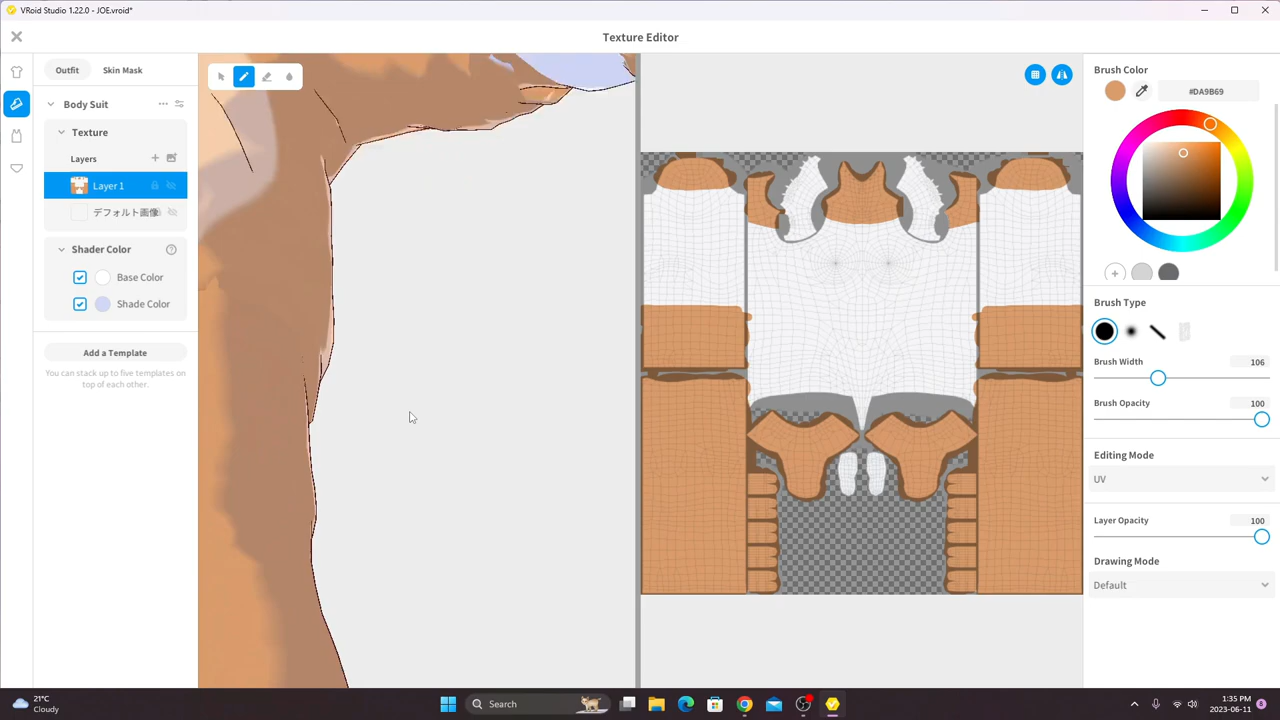 VRoid Studio 1.22.0 - JOE.vroid*
Texture Editor
Outfit
Skin Mask
Body Suit
Texture
Layers
Layer 1
デフォルト画像
Shader Color
Base Color
Shade Color
Add a Template
You can stack up to five templates on
top of each other.
Brush Color
#DA9B69
Brush Type
Brush Width
106
Brush Opacity
100
Editing Mode
UV
Layer Opacity
100
Drawing Mode
Default
21°C
Cloudy
Search
1:35 PM
2023-06-11
3